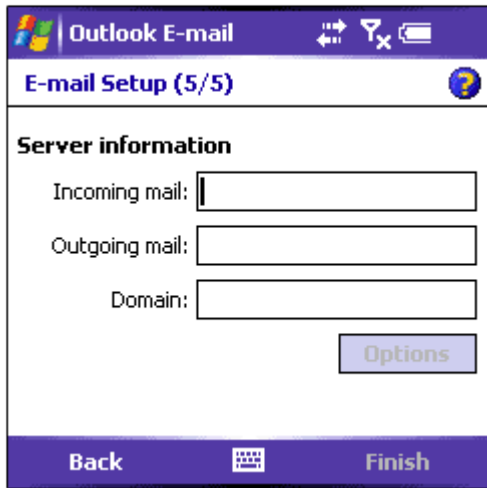 Outlook E-mail
E-mail Setup (5/5)
Server information
Incoming mail:
Outgoing mail:
Domain:
Options
Back Finish